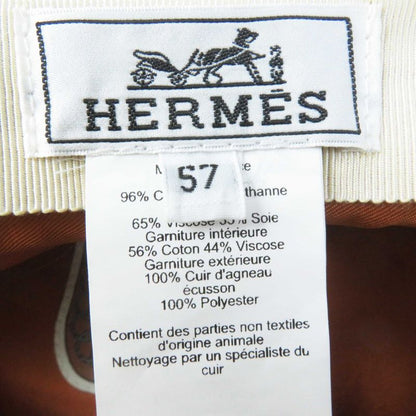 HERMÈS
57
96% C
65% Viscose 35% Soie
Garniture intérieure
56% Coton 44% Viscose
Garniture extérieure
100% Cuir d'agneau
écusson
100% Polyester
Contient des parties non textiles
d'origine animale
Nettoyage par un spécialiste du
cuir